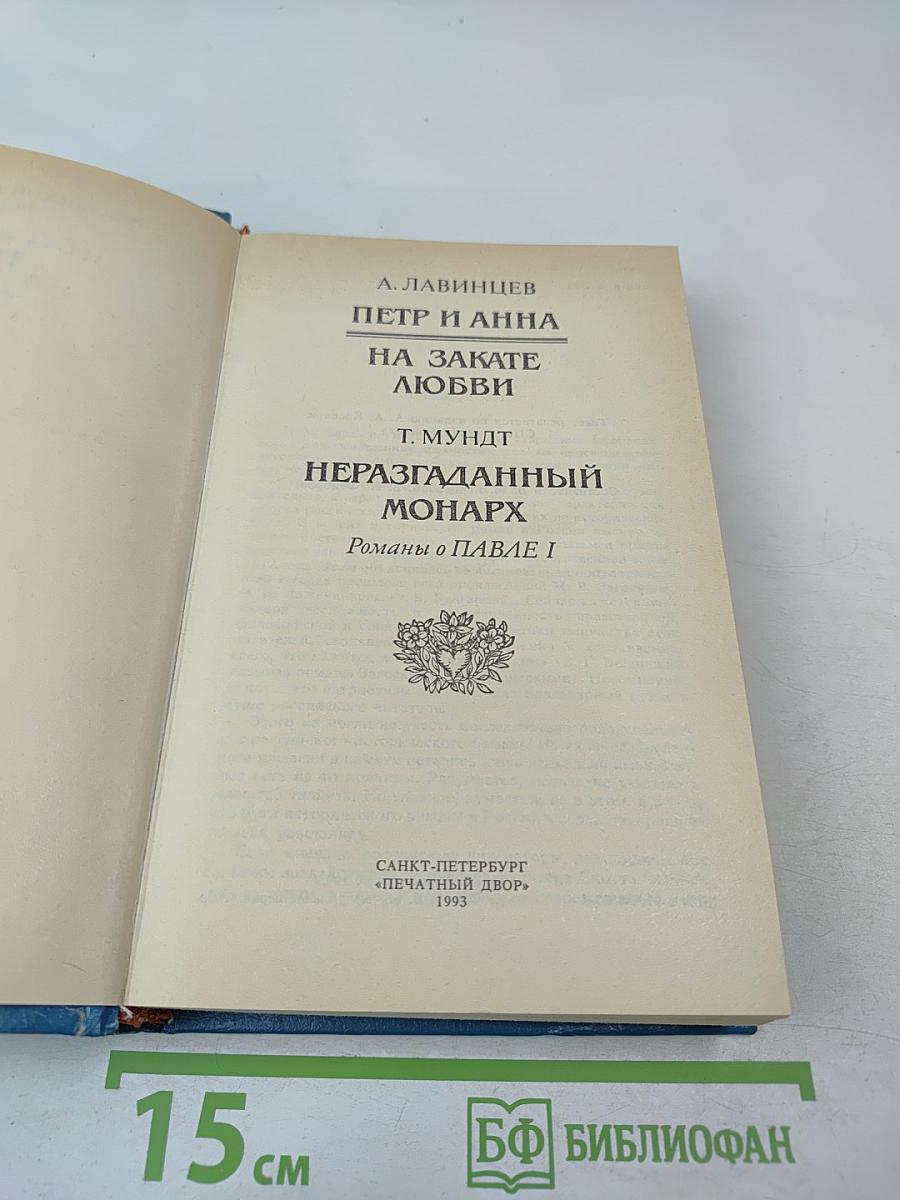 А. ЛАВИНЦЕВ
ПЕТР И АННА
НА ЗАКАТЕ
ЛЮБВИ
Т. МУНДТ
НЕРАЗГАДАННЫЙ
МОНАРХ
Романы о ПАВЛЕ I
САНКТ-ПЕТЕРБУРГ
«ПЕЧАТНЫЙ ДВОР»
1993
15 СМ
БФ БИБЛИОФАН